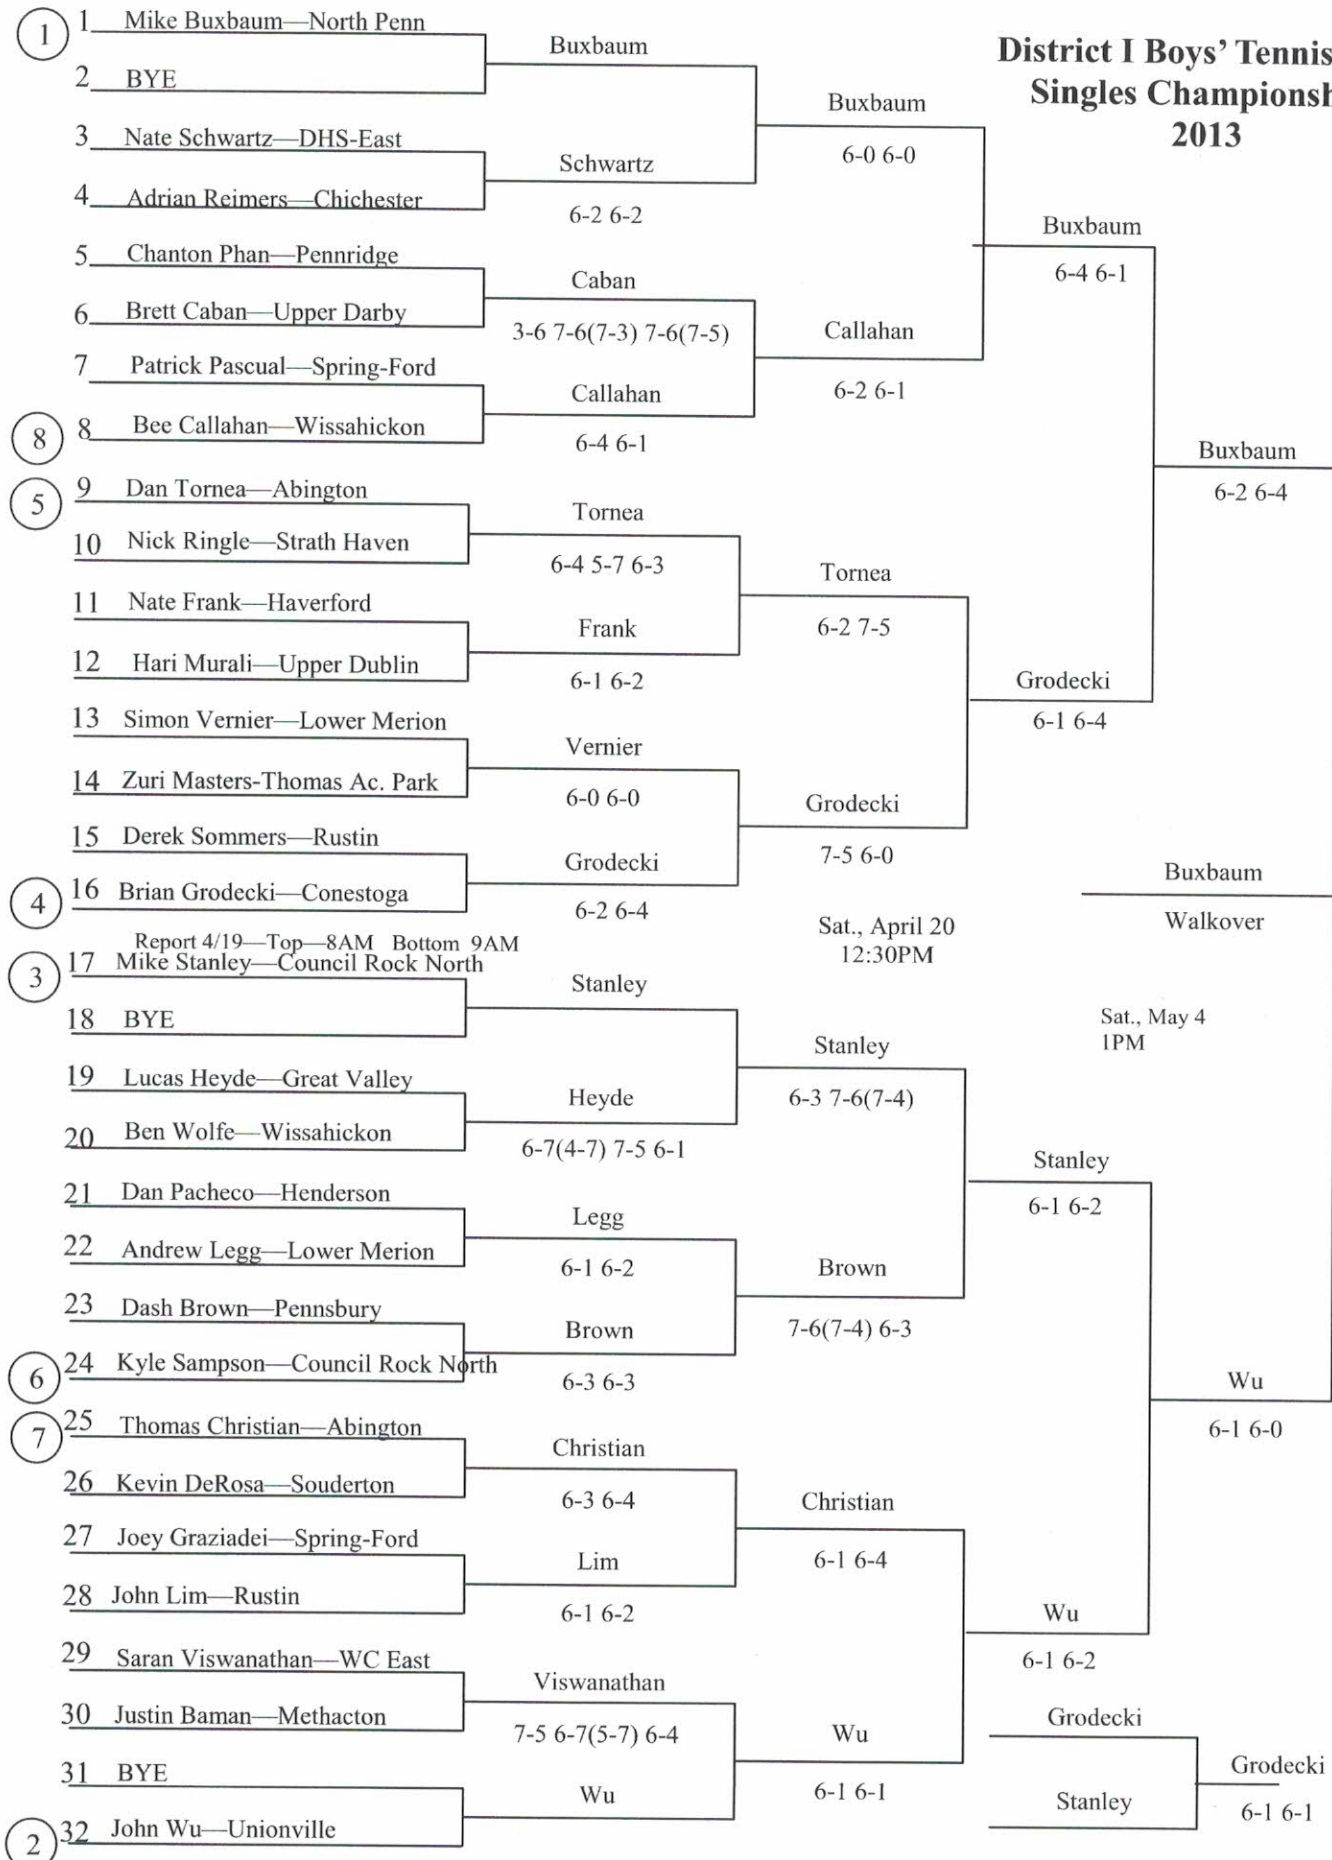 District I Boys' Tennis
Singles Championsh
2013
1 1 Mike Buxbaum—North Penn
2 BYE
3 Nate Schwartz—DHS-East
4 Adrian Reimers—Chichester
5 Chanton Phan—Pennridge
6 Brett Caban—Upper Darby
7 Patrick Pascual—Spring-Ford
8 8 Bee Callahan—Wissahickon
5 9 Dan Tornea—Abington
10 Nick Ringle—Strath Haven
11 Nate Frank—Haverford
12 Hari Murali—Upper Dublin
13 Simon Vernier—Lower Merion
14 Zuri Masters-Thomas Ac. Park
15 Derek Sommers—Rustin
4 16 Brian Grodecki—Conestoga
Report 4/19—Top—8AM Bottom 9AM
3 17 Mike Stanley—Council Rock North
18 BYE
19 Lucas Heyde—Great Valley
20 Ben Wolfe—Wissahickon
21 Dan Pacheco—Henderson
22 Andrew Legg—Lower Merion
23 Dash Brown—Pennsbury
6 24 Kyle Sampson—Council Rock North
7 25 Thomas Christian—Abington
26 Kevin DeRosa—Souderton
27 Joey Graziadei—Spring-Ford
28 John Lim—Rustin
29 Saran Viswanathan—WC East
30 Justin Baman—Methacton
31 BYE
2 32 John Wu—Unionville
Buxbaum
Schwartz
6-2 6-2
Caban
3-6 7-6(7-3) 7-6(7-5)
Callahan
6-4 6-1
Tornea
6-4 5-7 6-3
Frank
6-1 6-2
Vernier
6-0 6-0
Grodecki
6-2 6-4
Stanley
Heyde
6-7(4-7) 7-5 6-1
Legg
6-1 6-2
Brown
6-3 6-3
Christian
6-3 6-4
Lim
6-1 6-2
Viswanathan
7-5 6-7(5-7) 6-4
Wu
Buxbaum
6-0 6-0
Callahan
6-2 6-1
Tornea
6-2 7-5
Grodecki
7-5 6-0
Sat., April 20
12:30PM
Stanley
6-3 7-6(7-4)
Brown
7-6(7-4) 6-3
Christian
6-1 6-4
Wu
6-1 6-1
Buxbaum
6-4 6-1
Grodecki
6-1 6-4
Stanley
6-1 6-2
Wu
6-1 6-2
Buxbaum
6-2 6-4
Buxbaum
Walkover
Sat., May 4
1PM
Wu
6-1 6-0
Grodecki
Stanley
Grodecki
6-1 6-1